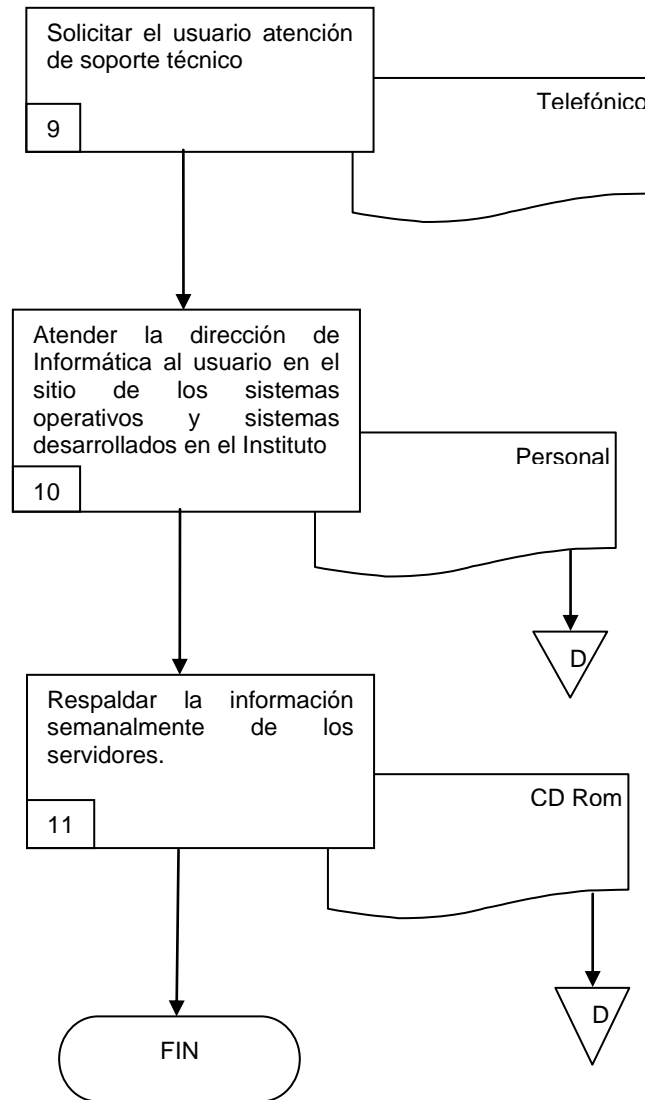 Solicitar el usuario atención
de soporte técnico
9
Telefónico
Atender la dirección de
Informática al usuario en el
sitio de los sistemas
operativos y sistemas
desarrollados en el Instituto
10
Personal
D
Respaldar la información
semanalmente de los
servidores.
11
CD Rom
D
FIN